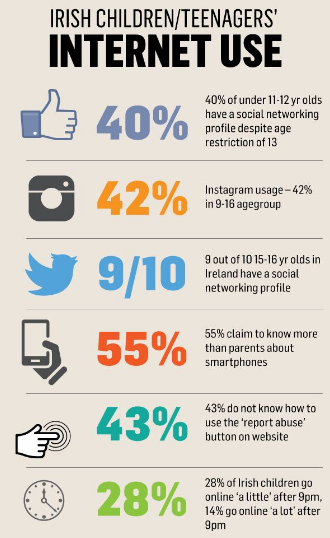 IRISH CHILDREN/TEENAGERS'
INTERNET USE
40%
40% of under 11-12 yr olds
have a social networking
profile despite age
restriction of 13
42%
Instagram usage – 42%
in 9-16 agegroup
9/10
9 out of 10 15-16 yr olds in
Ireland have a social
networking profile
55%
55% claim to know more
than parents about
smartphones
43%
43% do not know how to
use the 'report abuse'
button on website
28%
28% of Irish children go
online 'a little' after 9pm,
14% go online 'a lot' after
9pm